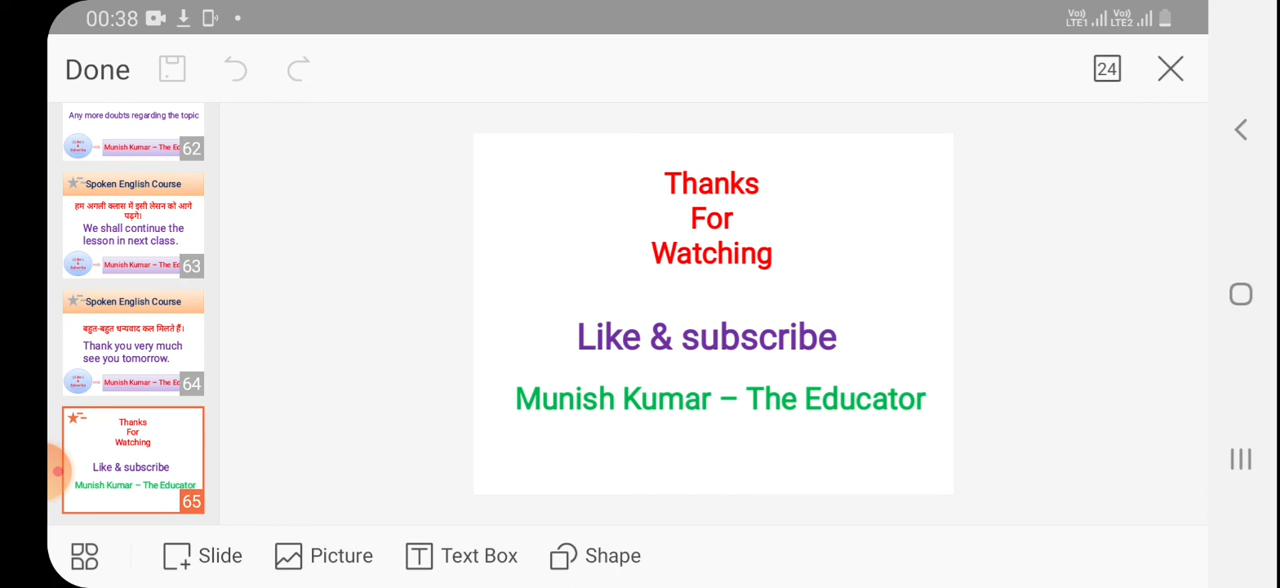 00:38
Vo)) LTE1 Vo)) LTE2
Done
24
Any more doubts regarding the topic
Munish Kumar – The Ed
62
Spoken English Course
हम अगली क्लास में इसी लेसन को आगे
पढ़ेंगे।
We shall continue the
lesson in next class.
Munish Kumar – The Ed
63
Spoken English Course
बहुत-बहुत धन्यवाद कल मिलते हैं।
Thank you very much
see you tomorrow.
Munish Kumar – The Ed
64
Thanks
For
Watching
Like & subscribe
Munish Kumar – The Educator
65
Thanks
For
Watching
Like & subscribe
Munish Kumar – The Educator
Slide
Picture
T Text Box
Shape